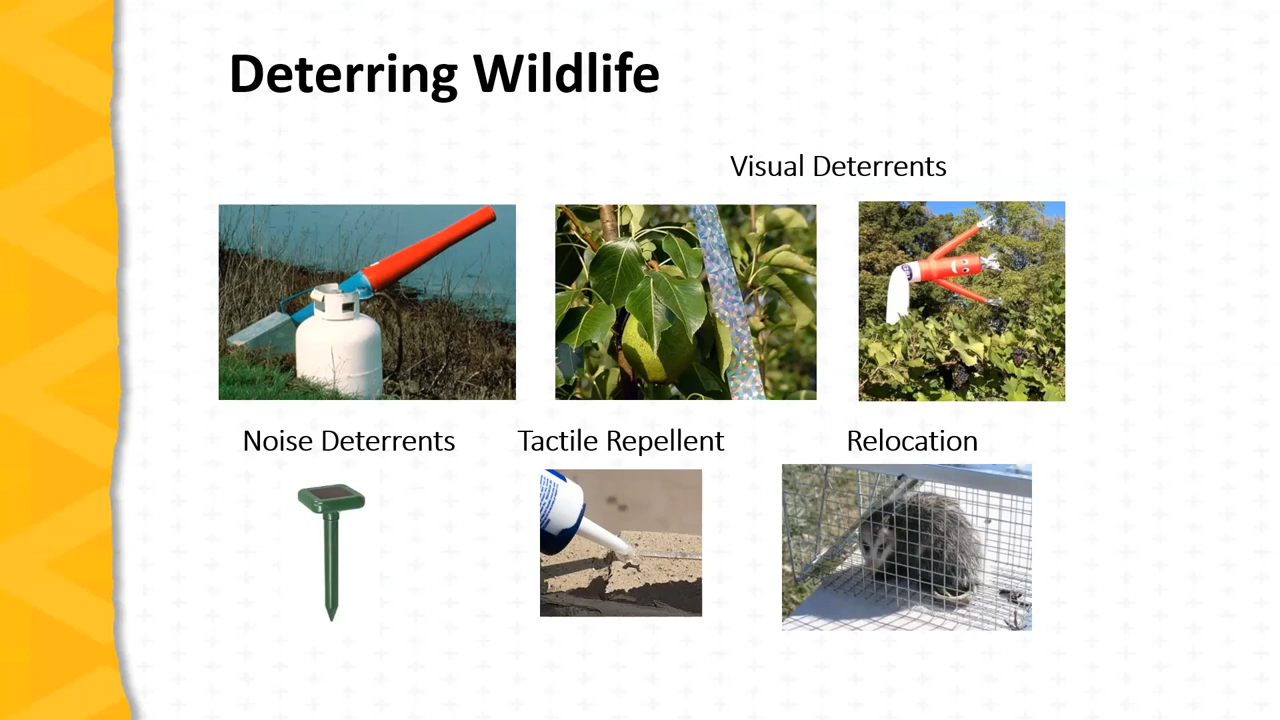 Deterring Wildlife
Visual Deterrents
Noise Deterrents
Tactile Repellent
Relocation